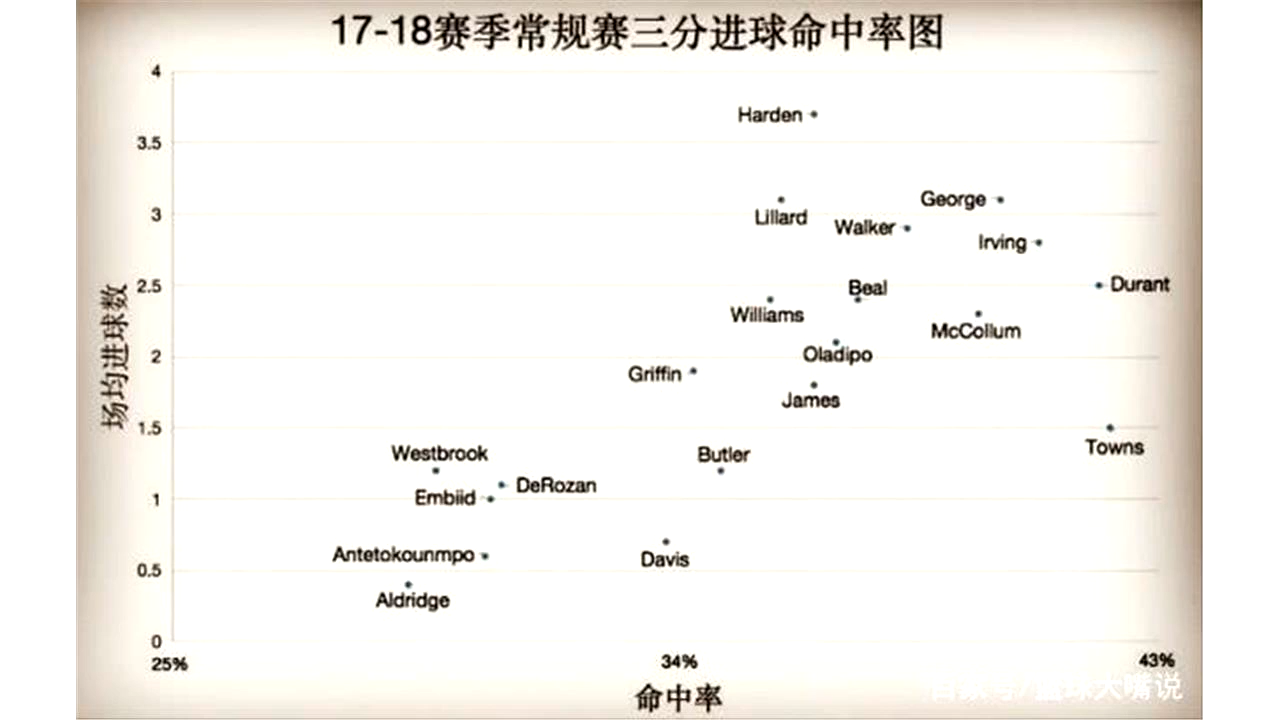 17-18赛季常规赛三分进球命中率图
4
Harden
3.5
George
3
Lillard
Walker
Irving
2.5
Beal
Durant
Williams
McCollum
2
Oladipo
Griffin
James
1.5
Towns
Westbrook
Butler
DeRozan
1
Embiid
Antetokounmpo
Davis
0.5
Aldridge
0
25%
34%
43%
场均进球数
命中率
大嘴说